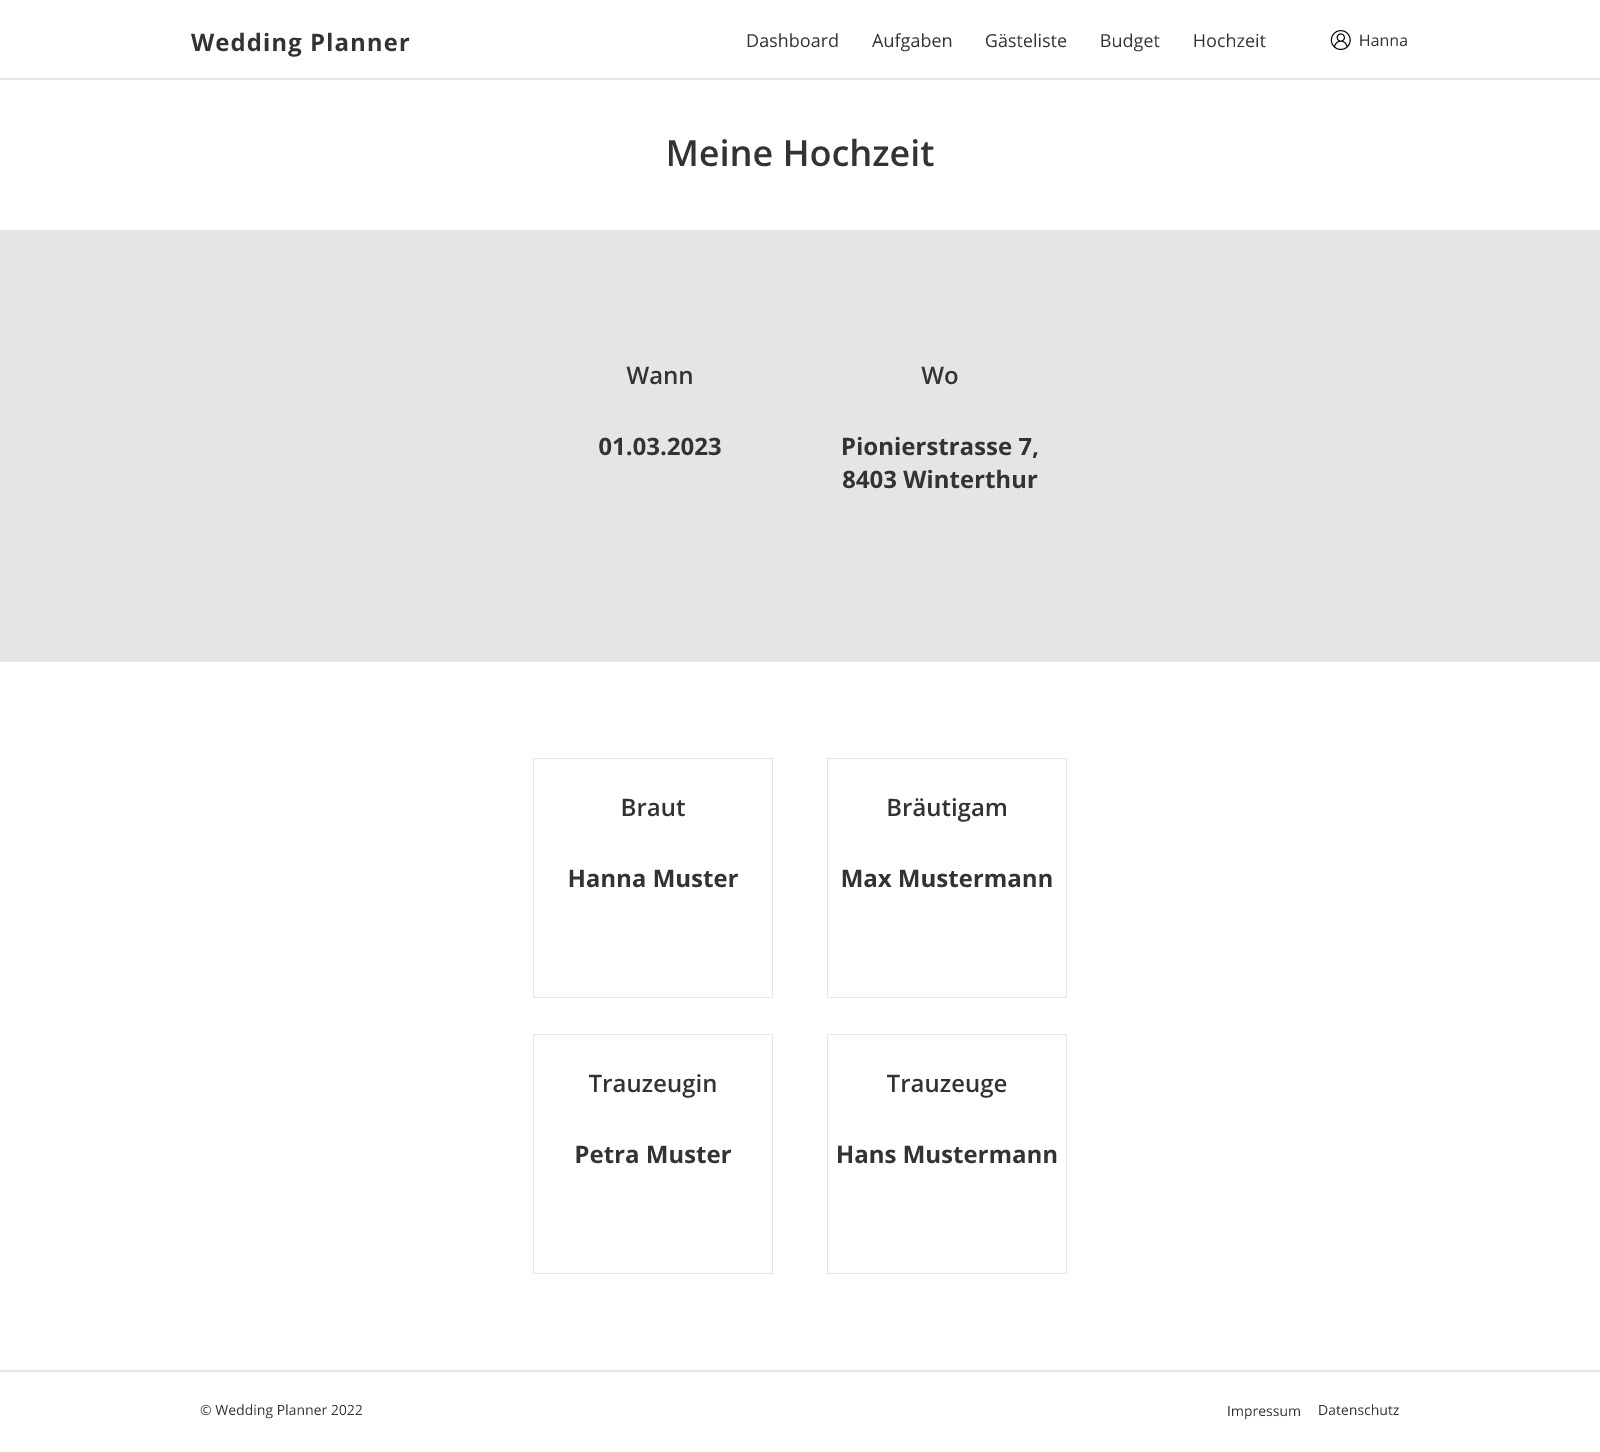 Wedding Planner
Dashboard Aufgaben Gästeliste Budget Hochzeit Hanna
Meine Hochzeit
Wann
01.03.2023
Wo
Pionierstrasse 7,
8403 Winterthur
Braut
Hanna Muster
Bräutigam
Max Mustermann
Trauzeugin
Petra Muster
Trauzeuge
Hans Mustermann
© Wedding Planner 2022
Impressum Datenschutz